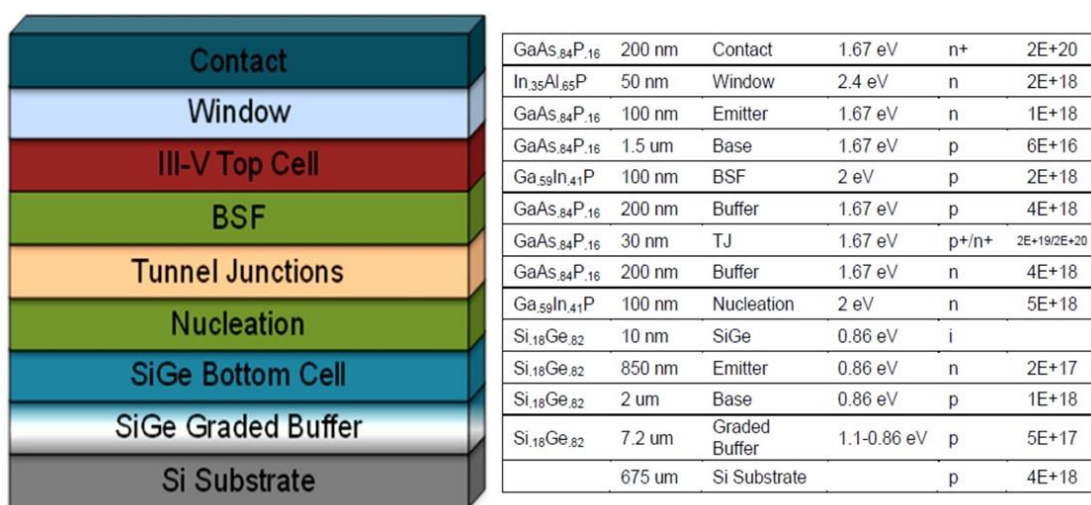 Contact
Window
III-V Top Cell
BSF
Tunnel Junctions
Nucleation
SiGe Bottom Cell
SiGe Graded Buffer
Si Substrate
GaAs.84P.16 200 nm Contact 1.67 eV n+ 2E+20
In.35Al.65P 50 nm Window 2.4 eV n 2E+18
GaAs.84P.16 100 nm Emitter 1.67 eV n 1E+18
GaAs.84P.16 1.5 um Base 1.67 eV p 6E+16
Ga.59In.41P 100 nm BSF 2 eV p 2E+18
GaAs.84P.16 200 nm Buffer 1.67 eV p 4E+18
GaAs.84P.16 30 nm TJ 1.67 eV p+/n+ 2E+19/2E+20
GaAs.84P.16 200 nm Buffer 1.67 eV n 4E+18
Ga.59In.41P 100 nm Nucleation 2 eV n 5E+18
Si.18Ge.82 10 nm SiGe 0.86 eV i
Si.18Ge.82 850 nm Emitter 0.86 eV n 2E+17
Si.18Ge.82 2 um Base 0.86 eV p 1E+18
Si.18Ge.82 7.2 um Graded Buffer 1.1-0.86 eV p 5E+17
675 um Si Substrate p 4E+18